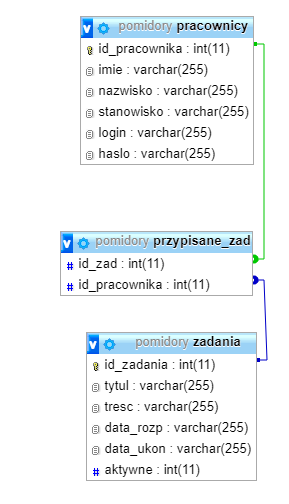 pomidory pracownicy
id_pracownika : int(11)
imie : varchar(255)
nazwisko : varchar(255)
stanowisko : varchar(255)
login : varchar(255)
haslo : varchar(255)
pomidory przypisane_zad
# id_zad : int(11)
# id_pracownika : int(11)
pomidory zadania
id_zadania : int(11)
tytul : varchar(255)
tresc : varchar(255)
data_rozp : varchar(255)
data_ukon : varchar(255)
# aktywne : int(11)